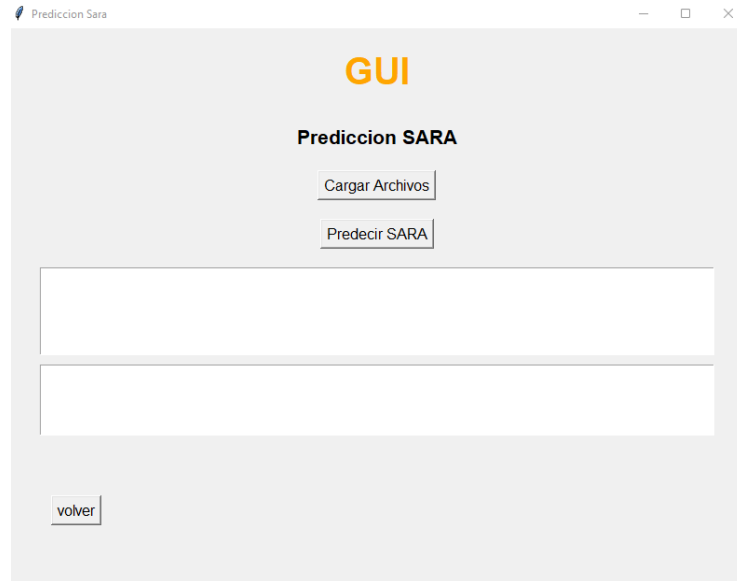 Prediccion Sara
GUI
Prediccion SARA
Cargar Archivos
Predecir SARA
volver